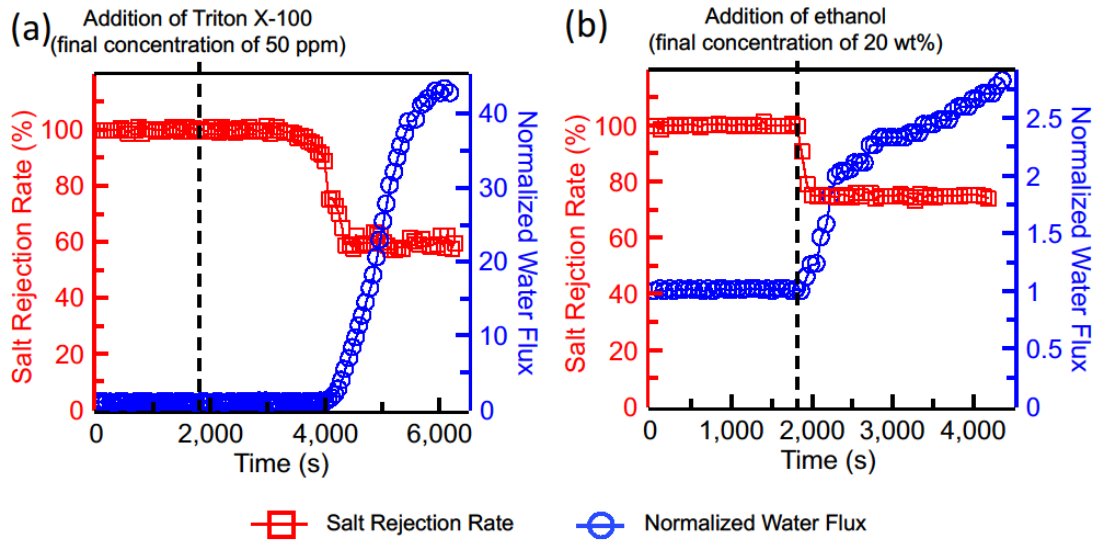 (a)
Addition of Triton X-100
(final concentration of 50 ppm)
Salt Rejection Rate (%)
100
80
60
40
20
0
40
30
20
10
0
Normalized Water Flux
0
2,000
4,000
6,000
Time (s)
(b)
Addition of ethanol
(final concentration of 20 wt%)
Salt Rejction Rate (%)
100
80
60
40
20
0
2.5
2
1.5
1
0.5
0
Normalized Water Flux
0
1,000
2,000
3,000
4,000
Time (s)
Salt Rejection Rate
Normalized Water Flux